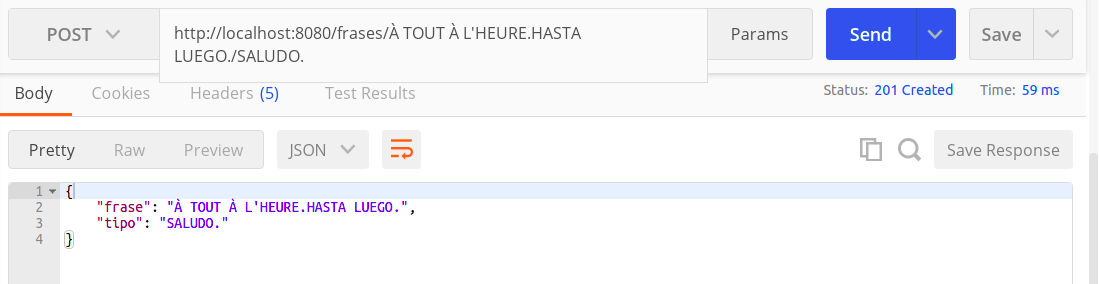 POST
http://localhost:8080/frases/À TOUT À L'HEURE.HASTA
LUEGO./SALUDO.
Params
Send
Save
Body
Cookies
Headers (5)
Test Results
Status: 201 Created
Time: 59 ms
Pretty
Raw
Preview
JSON
Save Response
1 {
2 "frase": "À TOUT À L'HEURE.HASTA LUEGO.",
3 "tipo": "SALUDO."
4 }